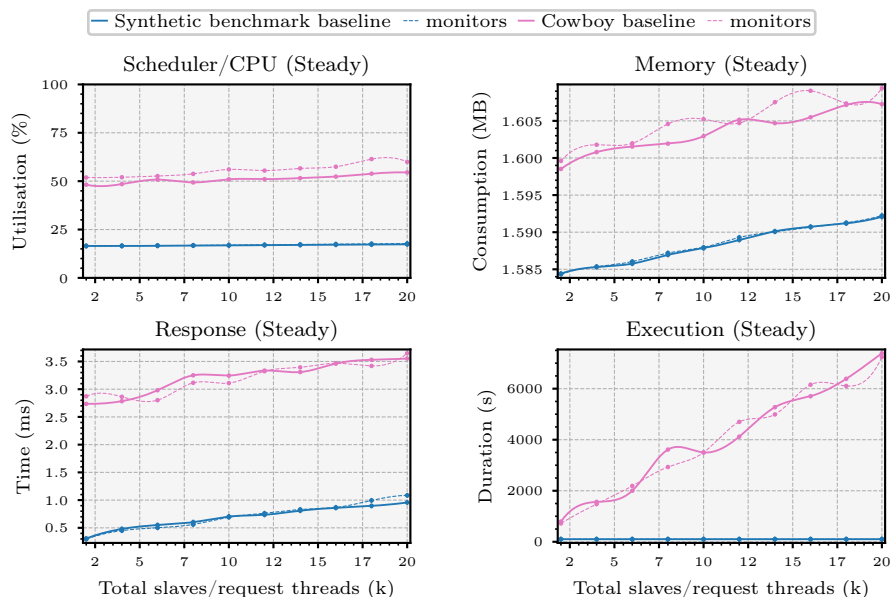 Synthetic benchmark baseline monitors Cowboy baseline monitors
Scheduler/CPU (Steady)
Utilisation (%)
100
75
50
25
0
2 5 7 10 12 15 17 20
Memory (Steady)
Consumption (MB)
1.605
1.600
1.595
1.590
1.585
2 5 7 10 12 15 17 20
Response (Steady)
Time (ms)
3.5
3.0
2.5
2.0
1.5
1.0
0.5
2 5 7 10 12 15 17 20
Total slaves/request threads (k)
Execution (Steady)
Duration (s)
6000
4000
2000
0
2 5 7 10 12 15 17 20
Total slaves/request threads (k)